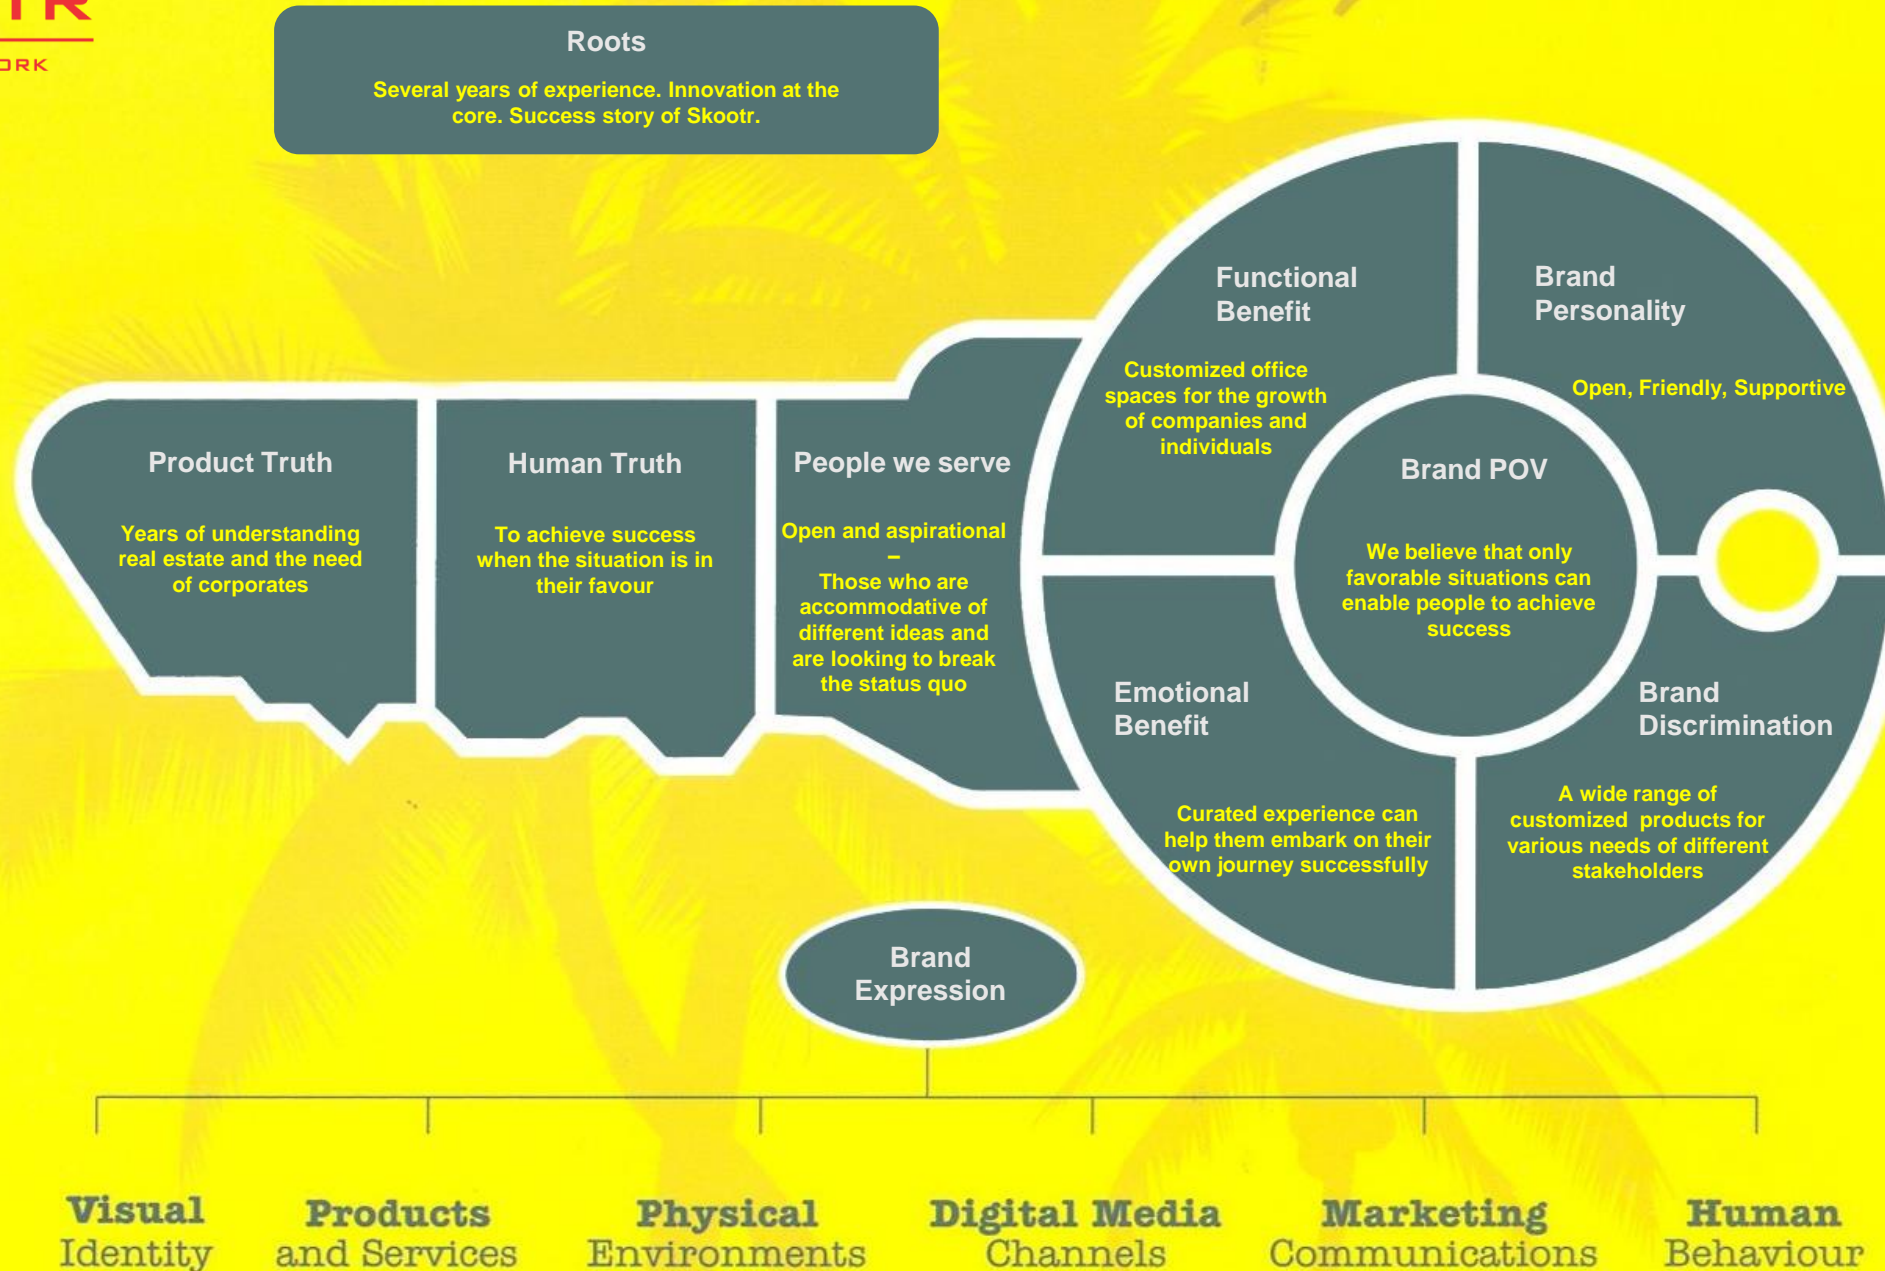 Roots
Several years of experience. Innovation at the
core. Success story of Skootr.
Functional
Benefit
Customized office
spaces for the growth
of companies and
individuals
Brand
Personality
Open, Friendly, Supportive
Product Truth
Years of understanding
real estate and the need
of corporates
Human Truth
To achieve success
when the situation is in
their favour
People we serve
Open and aspirational
–
Those who are
accommodative of
different ideas and
are looking to break
the status quo
Brand POV
We believe that only
favorable situations can
enable people to achieve
success
Emotional
Benefit
Curated experience can
help them embark on their
own journey successfully
Brand
Discrimination
A wide range of
customized products for
various needs of different
stakeholders
Brand
Expression
Visual
Identity
Products
and Services
Physical
Environments
Digital Media
Channels
Marketing
Communications
Human
Behaviour